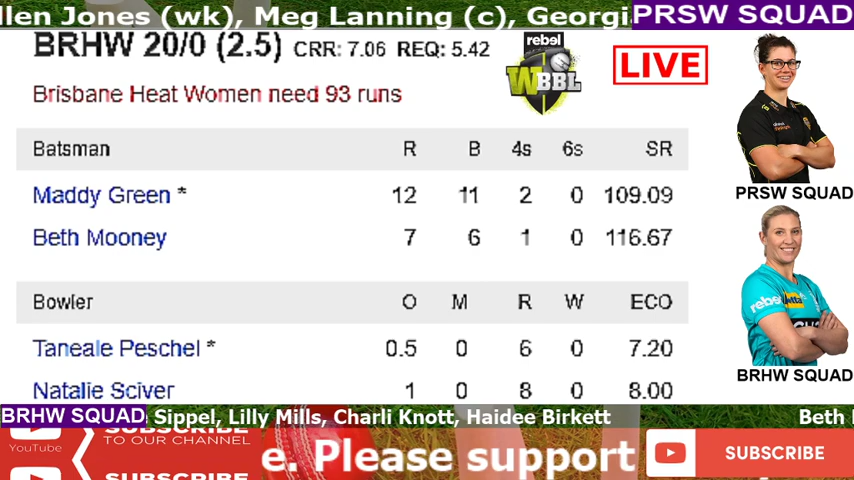 llen Jones (wk), Meg Lanning (c), Georgi
PRSW SQUAD
BRHW 20/0 (2.5) CRR: 7.06 REQ: 5.42
rebel
WBBL
LIVE
Brisbane Heat Women need 93 runs
Batsman R B 4s 6s SR
Maddy Green * 12 11 2 0 109.09
Beth Mooney 7 6 1 0 116.67
PRSW SQUAD
Bowler O M R W ECO
Taneale Peschel * 0.5 0 6 0 7.20
Natalie Sciver 1 0 8 0 8.00
rebel
BRHW SQUAD
BRHW SQUAD Sippel, Lilly Mills, Charli Knott, Haidee Birkett Beth
YouTube
SUBSCRIBE
TO OUR CHANNEL
SUBSCRIBE
e. Please support
SUBSCRIBE